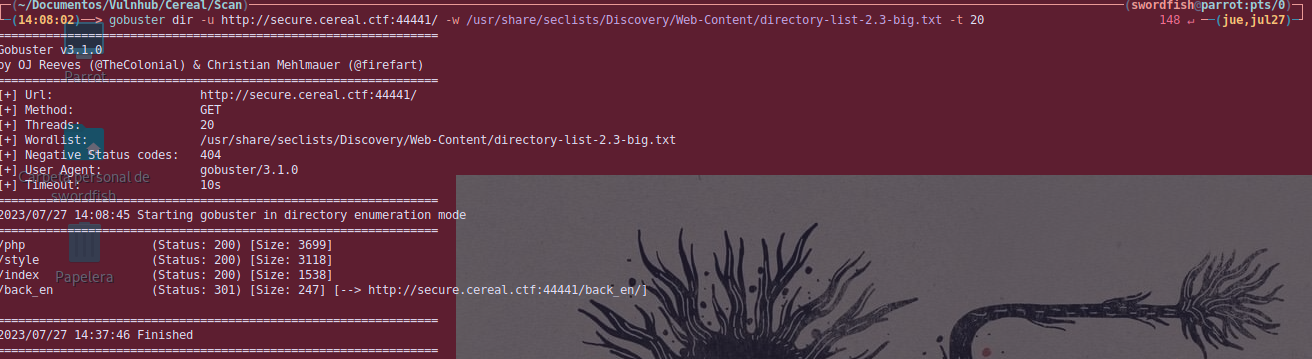 (~/Documentos/Vulnhub/Cereal/Scan) (swordfish@parrot:pts/0)
(14:08:02)——> gobuster dir -u http://secure.cereal.ctf:44441/ -w /usr/share/seclists/Discovery/Web-Content/directory-list-2.3-big.txt -t 20 148 ↵ —(jue,jul27)
===============================================================
Gobuster v3.1.0
by OJ Reeves (@TheColonial) & Christian Mehlmauer (@firefart)
Parrot
===============================================================
[+] Url: http://secure.cereal.ctf:44441/
[+] Method: GET
[+] Threads: 20
[+] Wordlist: /usr/share/seclists/Discovery/Web-Content/directory-list-2.3-big.txt
[+] Negative Status codes: 404
[+] User Agent: gobuster/3.1.0
Carpeta personal de
[+] Timeout: 10s
swordfish
===============================================================
2023/07/27 14:08:45 Starting gobuster in directory enumeration mode
===============================================================
/php (Status: 200) [Size: 3699]
/style (Status: 200) [Size: 3118]
/index (Status: 200) [Size: 1538]
Papelera
/back_en (Status: 301) [Size: 247] [--> http://secure.cereal.ctf:44441/back_en/]
===============================================================
2023/07/27 14:37:46 Finished
===============================================================